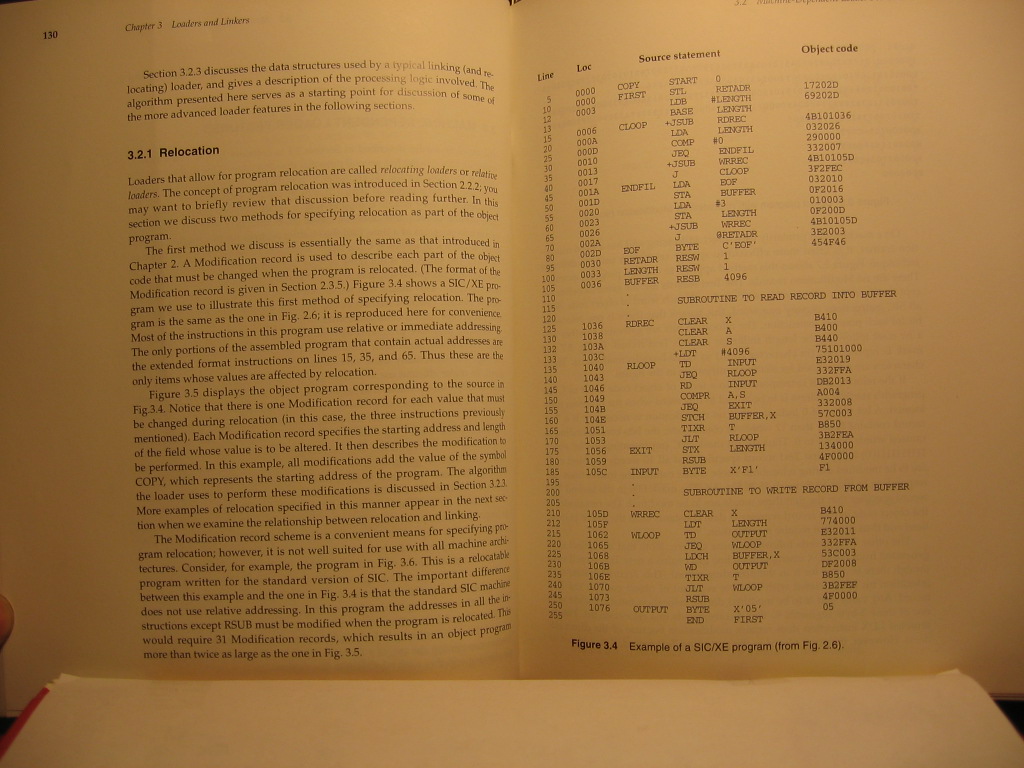 130
Chapter 3 Loaders and Linkers
Section 3.2.3 discusses the data structures used by a typical linking (and re-
locating) loader, and gives a description of the processing logic involved. The
algorithm presented here serves as a starting point for discussion of some of
the more advanced loader features in the following sections.
3.2.1 Relocation
Loaders that allow for program relocation are called relocating loaders or relative
loaders. The concept of program relocation was introduced in Section 2.2.2; you
may want to briefly review that discussion before reading further. In this
section we discuss two methods for specifying relocation as part of the object
program.
The first method we discuss is essentially the same as that introduced in
Chapter 2. A Modification record is used to describe each part of the object
code that must be changed when the program is relocated. (The format of the
Modification record is given in Section 2.3.5.) Figure 3.4 shows a SIC/XE pro-
gram we use to illustrate this first method of specifying relocation. The pro-
gram is the same as the one in Fig. 2.6; it is reproduced here for convenience.
Most of the instructions in this program use relative or immediate addressing.
The only portions of the assembled program that contain actual addresses are
the extended format instructions on lines 15, 35, and 65. Thus these are the
only items whose values are affected by relocation.
Figure 3.5 displays the object program corresponding to the source in
Fig.3.4. Notice that there is one Modification record for each value that must
be changed during relocation (in this case, the three instructions previously
mentioned). Each Modification record specifies the starting address and length
of the field whose value is to be altered. It then describes the modification to
be performed. In this example, all modifications add the value of the symbol
COPY, which represents the starting address of the program. The algorithm
the loader uses to perform these modifications is discussed in Section 3.2.3.
More examples of relocation specified in this manner appear in the next sec-
tion when we examine the relationship between relocation and linking.
The Modification record scheme is a convenient means for specifying pro-
gram relocation; however, it is not well suited for use with all machine archi-
tectures. Consider, for example, the program in Fig. 3.6. This is a relocatable
program written for the standard version of SIC. The important difference
between this example and the one in Fig. 3.4 is that the standard SIC machine
does not use relative addressing. In this program the addresses in all the in-
structions except RSUB must be modified when the program is relocated. This
would require 31 Modification records, which results in an object program
more than twice as large as the one in Fig. 3.5.
3.2
Line Loc Source statement Object code
5 0000 COPY START 0
10 0000 FIRST STL RETADR 17202D
12 0003 LDB #LENGTH 69202D
13 BASE LENGTH
15 0006 CLOOP +JSUB RDREC 4B101036
20 000A LDA LENGTH 032026
25 000D COMP #0 290000
30 0010 JEQ ENDFIL 332007
35 0013 +JSUB WRREC 4B10105D
40 0017 J CLOOP 3F2FEC
45 001A ENDFIL LDA EOF 032010
50 001D STA BUFFER 0F2016
55 0020 LDA #3 010003
60 0023 STA LENGTH 0F200D
65 0026 +JSUB WRREC 4B10105D
70 002A J @RETADR 3E2003
80 002D EOF BYTE C'EOF' 454F46
95 0030 RETADR RESW 1
100 0033 LENGTH RESW 1
105 0036 BUFFER RESB 4096
110 .
115 . SUBROUTINE TO READ RECORD INTO BUFFER
120 .
125 1036 RDREC CLEAR X B410
130 1038 CLEAR A B400
132 103A CLEAR S B440
133 103C +LDT #4096 75101000
135 1040 RLOOP TD INPUT E32019
140 1043 JEQ RLOOP 332FFA
145 1046 RD INPUT DB2013
150 1049 COMPR A,S A004
155 104B JEQ EXIT 332008
160 104E STCH BUFFER,X 57C003
165 1051 TIXR T B850
170 1053 JLT RLOOP 3B2FEA
175 1056 EXIT STX LENGTH 134000
180 1059 RSUB 4F0000
185 105C INPUT BYTE X'F1' F1
195 .
200 . SUBROUTINE TO WRITE RECORD FROM BUFFER
205 .
210 105D WRREC CLEAR X B410
212 105F LDT LENGTH 774000
215 1062 WLOOP TD OUTPUT E32011
220 1065 JEQ WLOOP 332FFA
225 1068 LDCH BUFFER,X 53C003
230 106B WD OUTPUT DF2008
235 106E TIXR T B850
240 1070 JLT WLOOP 3B2FEF
245 1073 RSUB 4F0000
250 1076 OUTPUT BYTE X'05' 05
255 END FIRST
Figure 3.4 Example of a SIC/XE program (from Fig. 2.6).